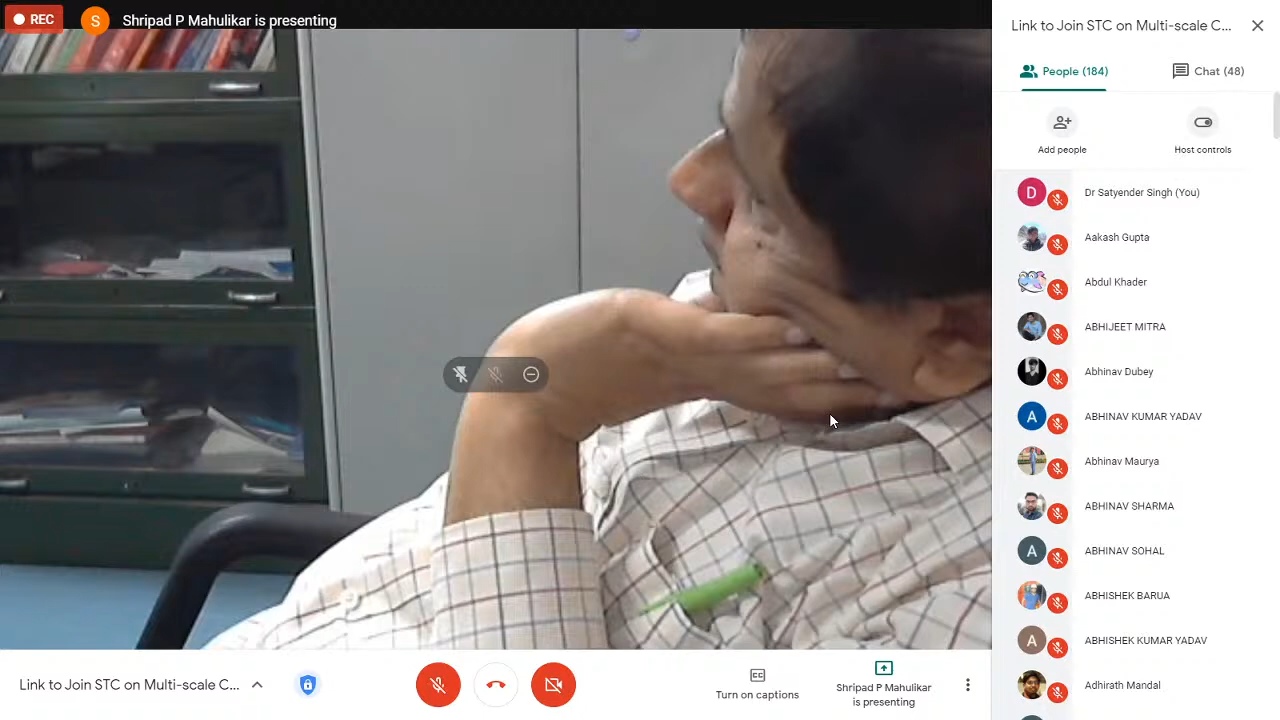 REC
S
Shripad P Mahulikar is presenting
Link to Join STC on Multi-scale C...
People (184)
Chat (48)
Add people
Host controls
D
Dr Satyender Singh (You)
Aakash Gupta
Abdul Khader
ABHIJEET MITRA
Abhinav Dubey
A
ABHINAV KUMAR YADAV
Abhinav Maurya
ABHINAV SHARMA
A
ABHINAV SOHAL
ABHISHEK BARUA
A
ABHISHEK KUMAR YADAV
Adhirath Mandal
Link to Join STC on Multi-scale C...
CC
Turn on captions
Shripad P Mahulikar
is presenting